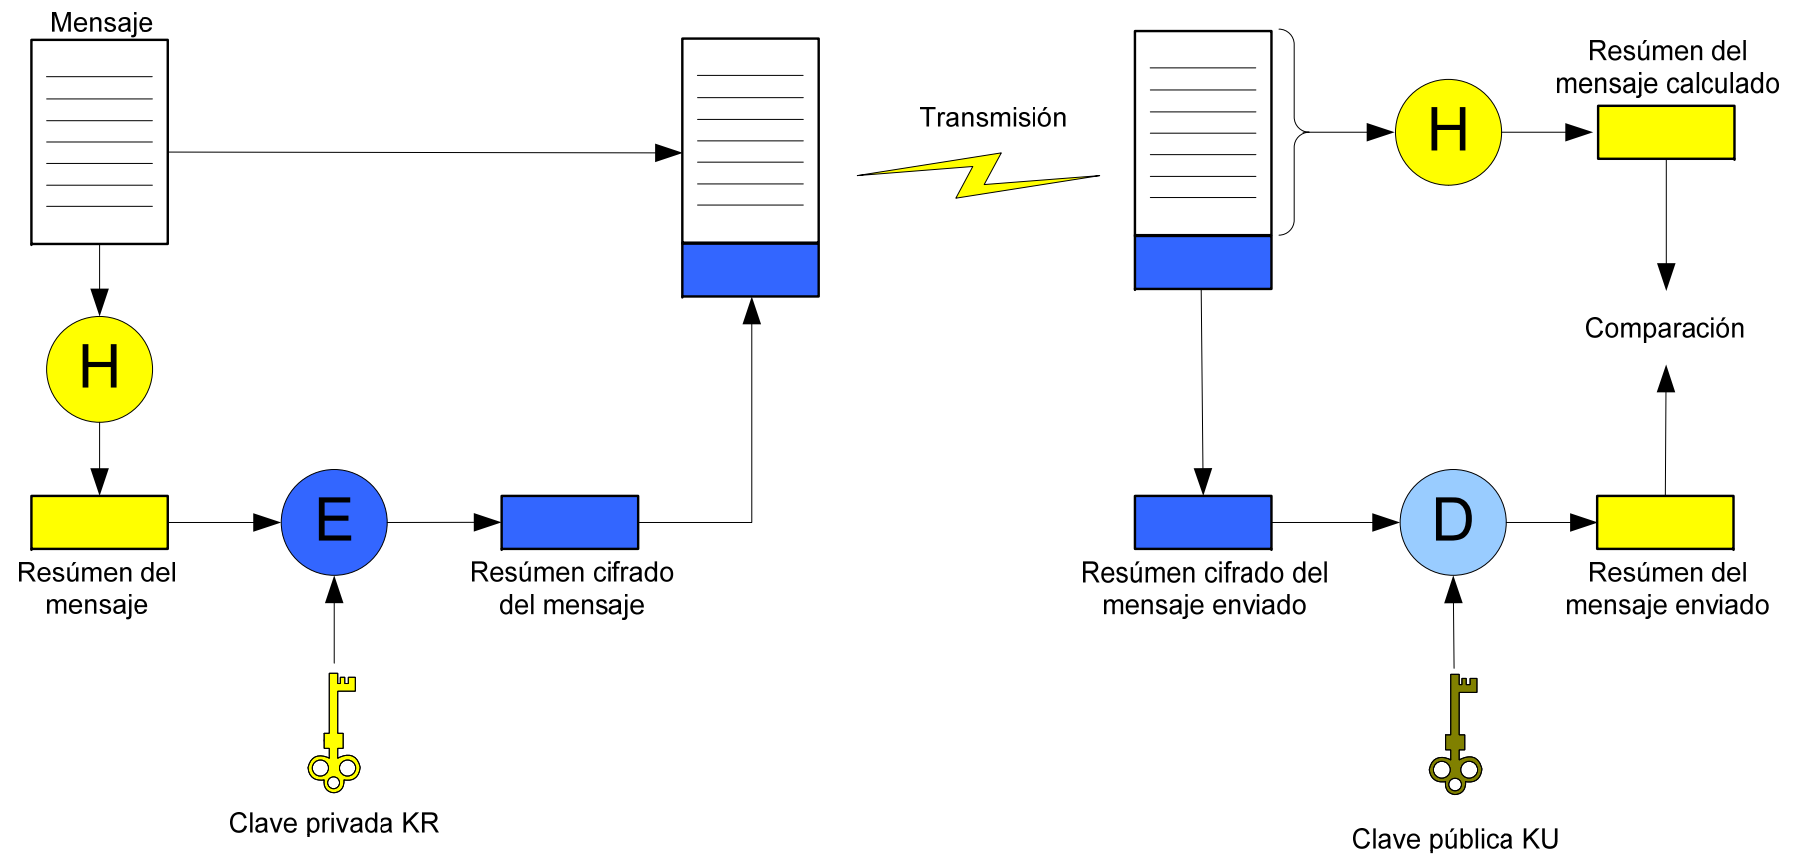 Mensaje
Transmisión
Resúmen del
mensaje calculado
H
H
Comparación
E
D
Resúmen del
mensaje
Resúmen cifrado
del mensaje
Resúmen cifrado del
mensaje enviado
Resúmen del
mensaje enviado
Clave privada KR
Clave pública KU